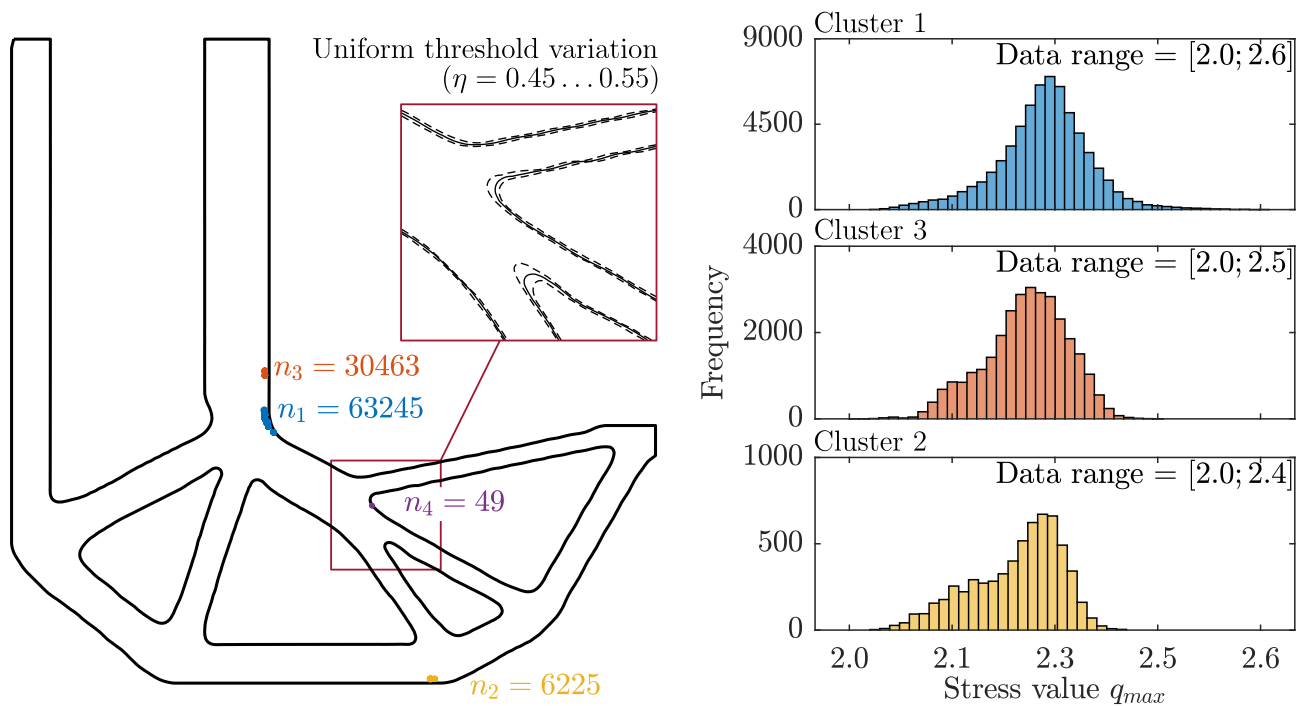 Uniform threshold variation
(η = 0.45 … 0.55)
n₃ = 30463
n₁ = 63245
n₄ = 49
n₂ = 6225
Frequency
Cluster 1
Data range = [2.0; 2.6]
9000
4500
0
Cluster 3
Data range = [2.0; 2.5]
4000
2000
0
Cluster 2
Data range = [2.0; 2.4]
1000
500
0
2.0 2.1 2.3 2.5 2.6
Stress value qₘₐₓ